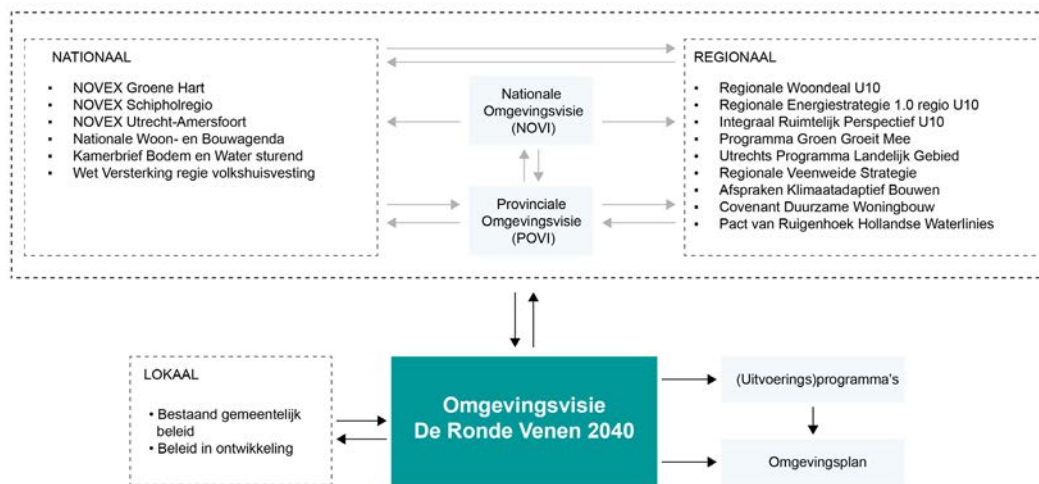 NATIONAAL
▪ NOVEX Groene Hart
▪ NOVEX Schipholregio
▪ NOVEX Utrecht-Amersfoort
▪ Nationale Woon- en Bouwagenda
▪ Kamerbrief Bodem en Water sturend
▪ Wet Versterking regie volkshuisvesting
Nationale
Omgevingsvisie
(NOVI)
Provinciale
Omgevingsvisie
(POVI)
REGIONAAL
▪ Regionale Woondeal U10
▪ Regionale Energiestrategie 1.0 regio U10
▪ Integraal Ruimtelijk Perspectief U10
▪ Programma Groen Groeit Mee
▪ Utrechts Programma Landelijk Gebied
▪ Regionale Veenweide Strategie
▪ Afspraken Klimaatadaptief Bouwen
▪ Covenant Duurzame Woningbouw
▪ Pact van Ruigenhoek Hollandse Waterlinies
LOKAAL
• Bestaand gemeentelijk
beleid
• Beleid in ontwikkeling
Omgevingsvisie
De Ronde Venen 2040
(Uitvoerings)programma's
Omgevingsplan